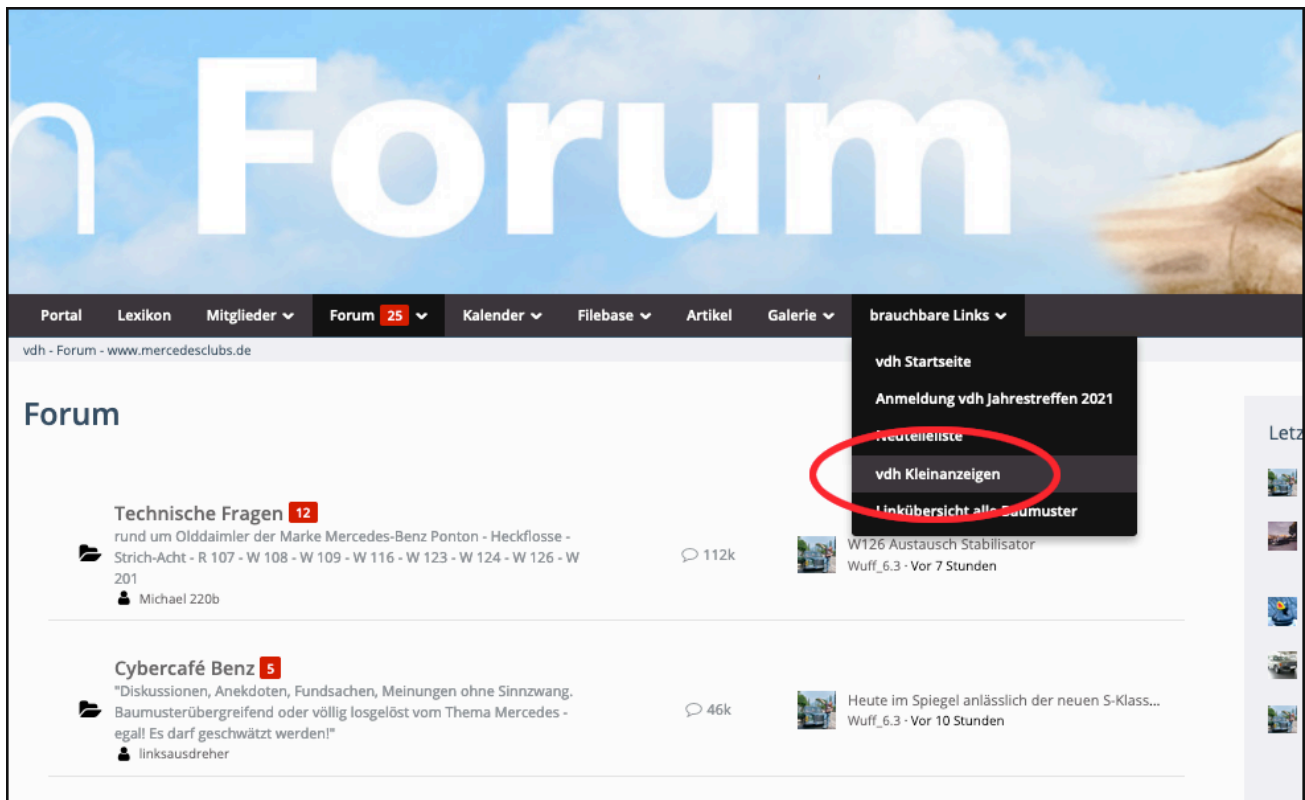 n Forum
Portal Lexikon Mitglieder Forum 25 Kalender Filebase Artikel Galerie brauchbare Links
vdh - Forum - www.mercedesclubs.de
vdh Startseite
Anmeldung vdh Jahrestreffen 2021
Neuteileliste
vdh Kleinanzeigen
Linkübersicht alle Baumuster
Forum
Letz
Technische Fragen 12
rund um Olddaimler der Marke Mercedes-Benz Ponton - Heckflosse -
Strich-Acht - R 107 - W 108 - W 109 - W 116 - W 123 - W 124 - W 126 - W
201
Michael 220b
112k
W126 Austausch Stabilisator
Wuff_6.3 · Vor 7 Stunden
Cybercafé Benz 5
"Diskussionen, Anekdoten, Fundsachen, Meinungen ohne Sinnzwang.
Baumusterübergreifend oder völlig losgelöst vom Thema Mercedes -
egal! Es darf geschwätzt werden!"
linksausdreher
46k
Heute im Spiegel anlässlich der neuen S-Klass...
Wuff_6.3 · Vor 10 Stunden